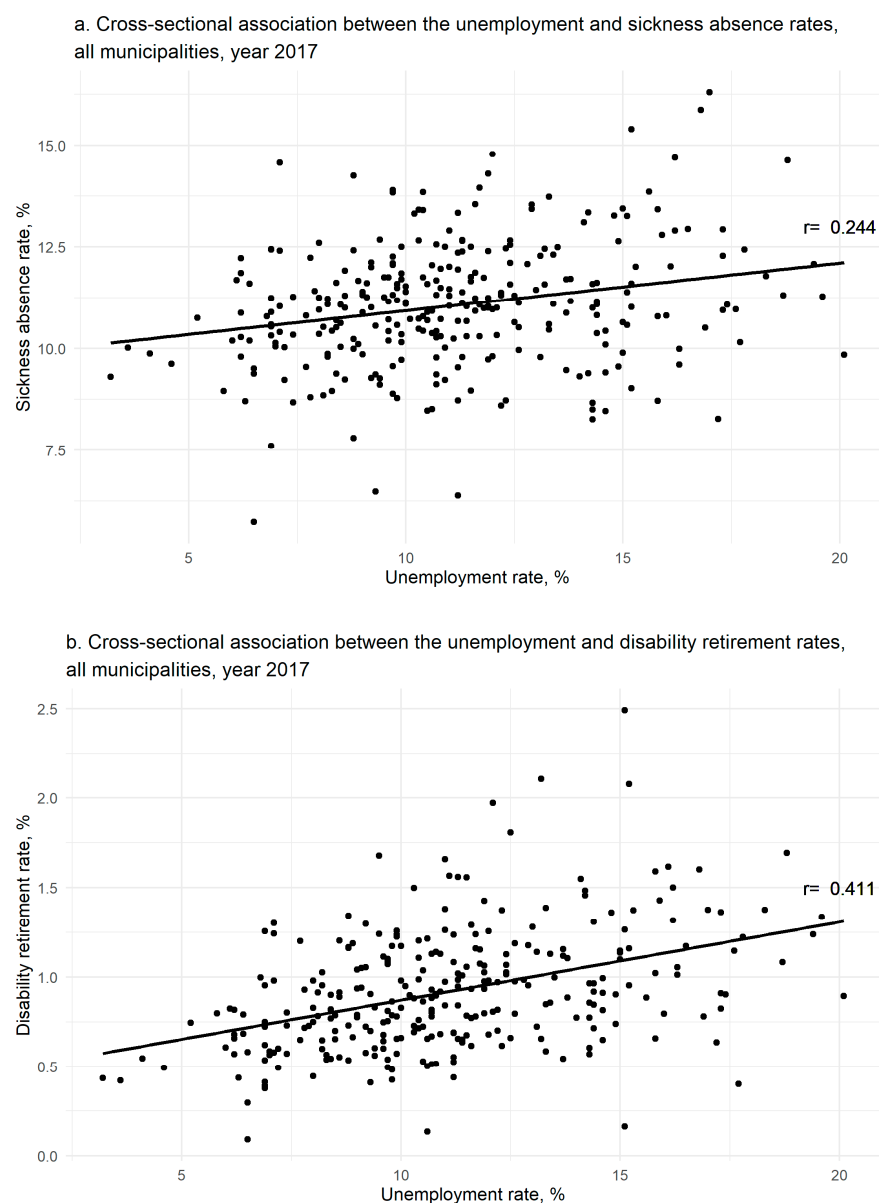 a. Cross-sectional association between the unemployment and sickness absence rates,
all municipalities, year 2017
Sickness absence rate, %
15.0
12.5
10.0
7.5
r= 0.244
5
10
15
20
Unemployment rate, %
b. Cross-sectional association between the unemployment and disability retirement rates,
all municipalities, year 2017
Disability retirement rate, %
2.5
2.0
1.5
1.0
0.5
0.0
r= 0.411
5
10
15
20
Unemployment rate, %